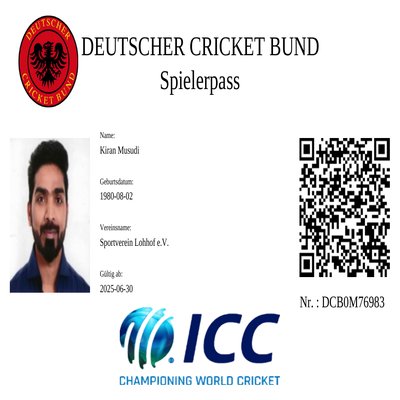 DEUTSCHER
CRICKET BUND
DEUTSCHER CRICKET BUND
Spielerpass
Name:
Kiran Musudi
Geburtsdatum:
1980-08-02
Vereinsname:
Sportverein Lohhof e.V.
Gültig ab:
2025-06-30
Nr. : DCB0M76983
ICC
CHAMPIONING WORLD CRICKET